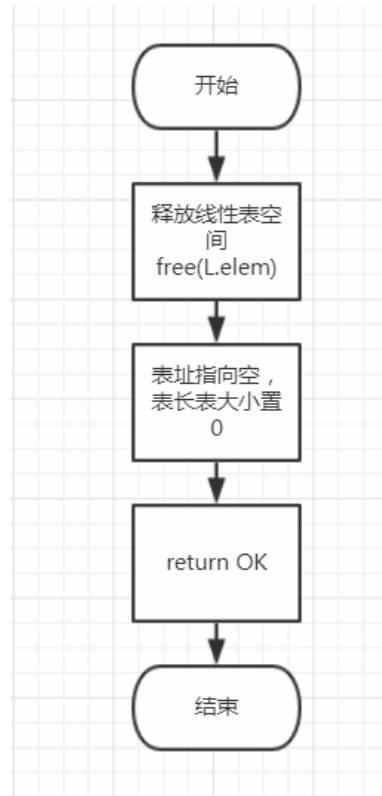 开始
释放线性表空
间
free(L.elem)
表址指向空，
表长表大小置
0
return OK
结束